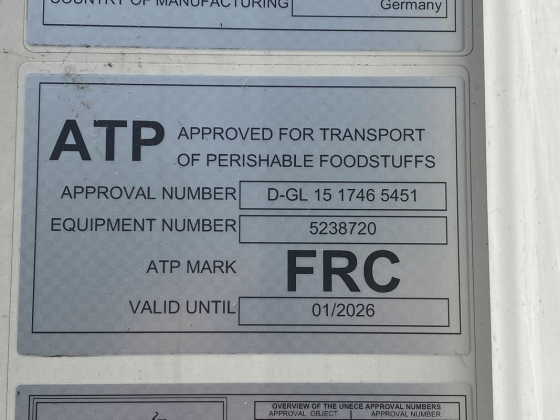 COUNTRY OF MANUFACTURING Germany
ATP APPROVED FOR TRANSPORT
OF PERISHABLE FOODSTUFFS
APPROVAL NUMBER D-GL 15 1746 5451
EQUIPMENT NUMBER 5238720
ATP MARK FRC
VALID UNTIL 01/2026
OVERVIEW OF THE UNECE APPROVAL NUMBERS
APPROVAL OBJECT APPROVAL NUMBER